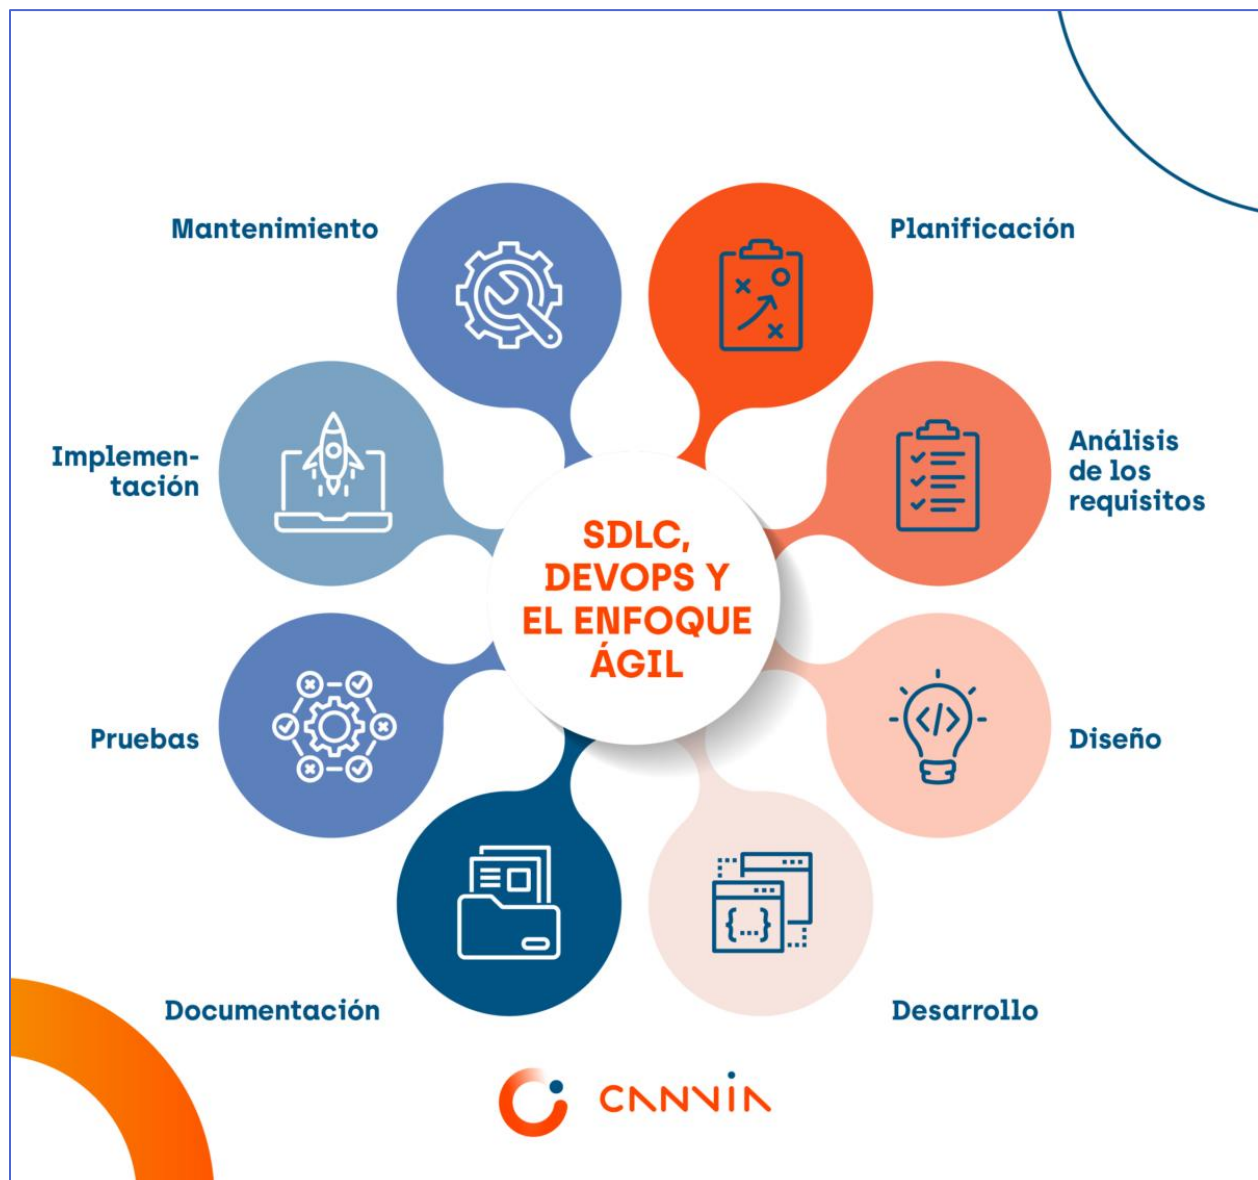 Mantenimiento
Planificación
Implemen-
tación
Análisis
de los
requisitos
SDLC,
DEVOPS Y
EL ENFOQUE
ÁGIL
Pruebas
Diseño
Documentación
Desarrollo
CANVIA